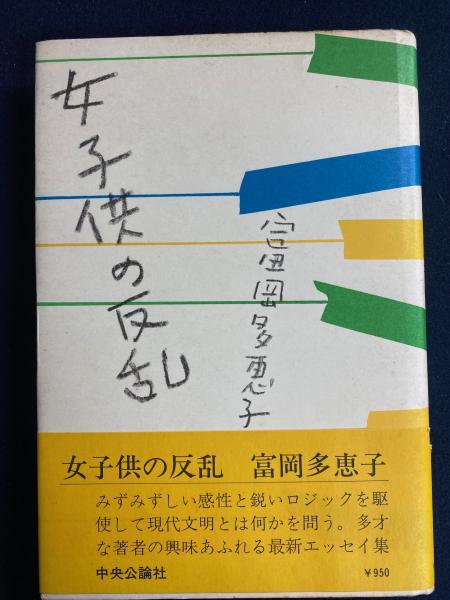 女子供の反乱
富岡多惠子
女子供の反乱　富岡多恵子
みずみずしい感性と鋭いロジックを駆
使して現代文明とは何かを問う。多才
な著者の興味あふれる最新エッセイ集
中央公論社　￥950